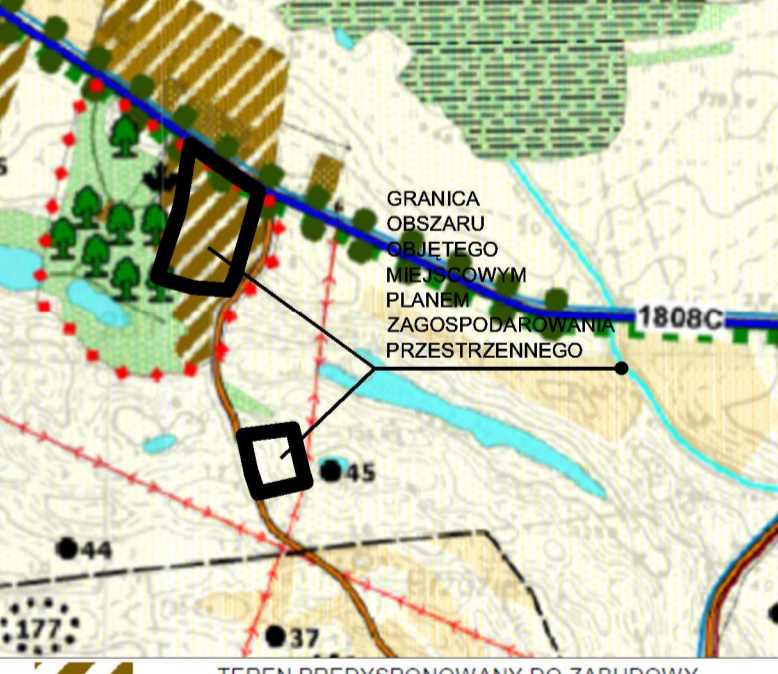 GRANICA
OBSZARU
OBJĘTEGO
MIEJSCOWYM
PLANEM
ZAGOSPODAROWANIA
PRZESTRZENNEGO
1808C
45
44
177
37
TEREN PREDYSPONOWANY DO ZABUDOWY